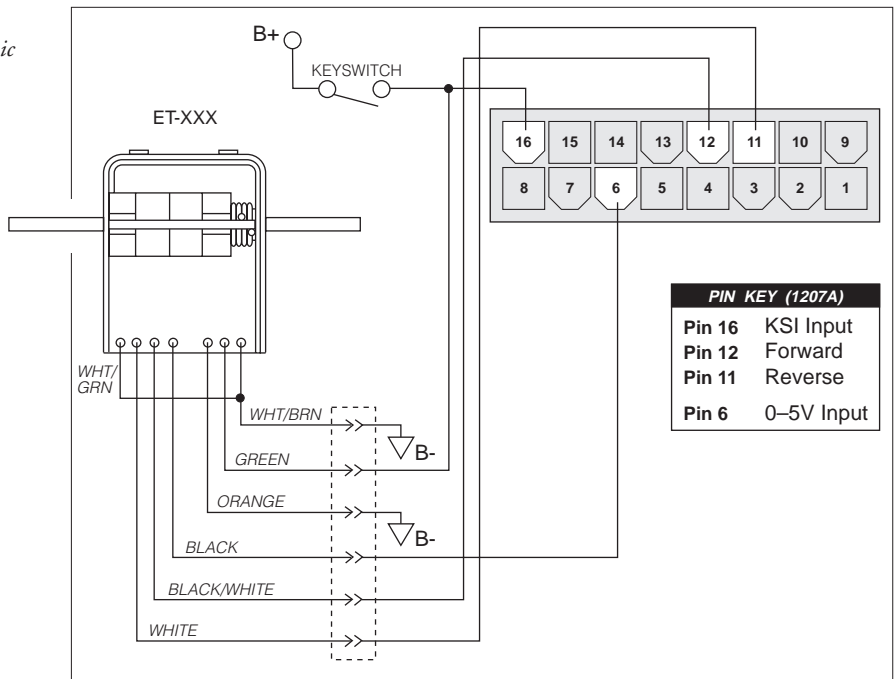 ic
B+
KEYSWITCH
ET-XXX
16 15 14 13 12 11 10 9
8 7 6 5 4 3 2 1
PIN KEY (1207A)
Pin 16 KSI Input
Pin 12 Forward
Pin 11 Reverse
Pin 6 0–5V Input
WHT/
GRN
WHT/BRN
B-
GREEN
ORANGE
B-
BLACK
BLACK/WHITE
WHITE